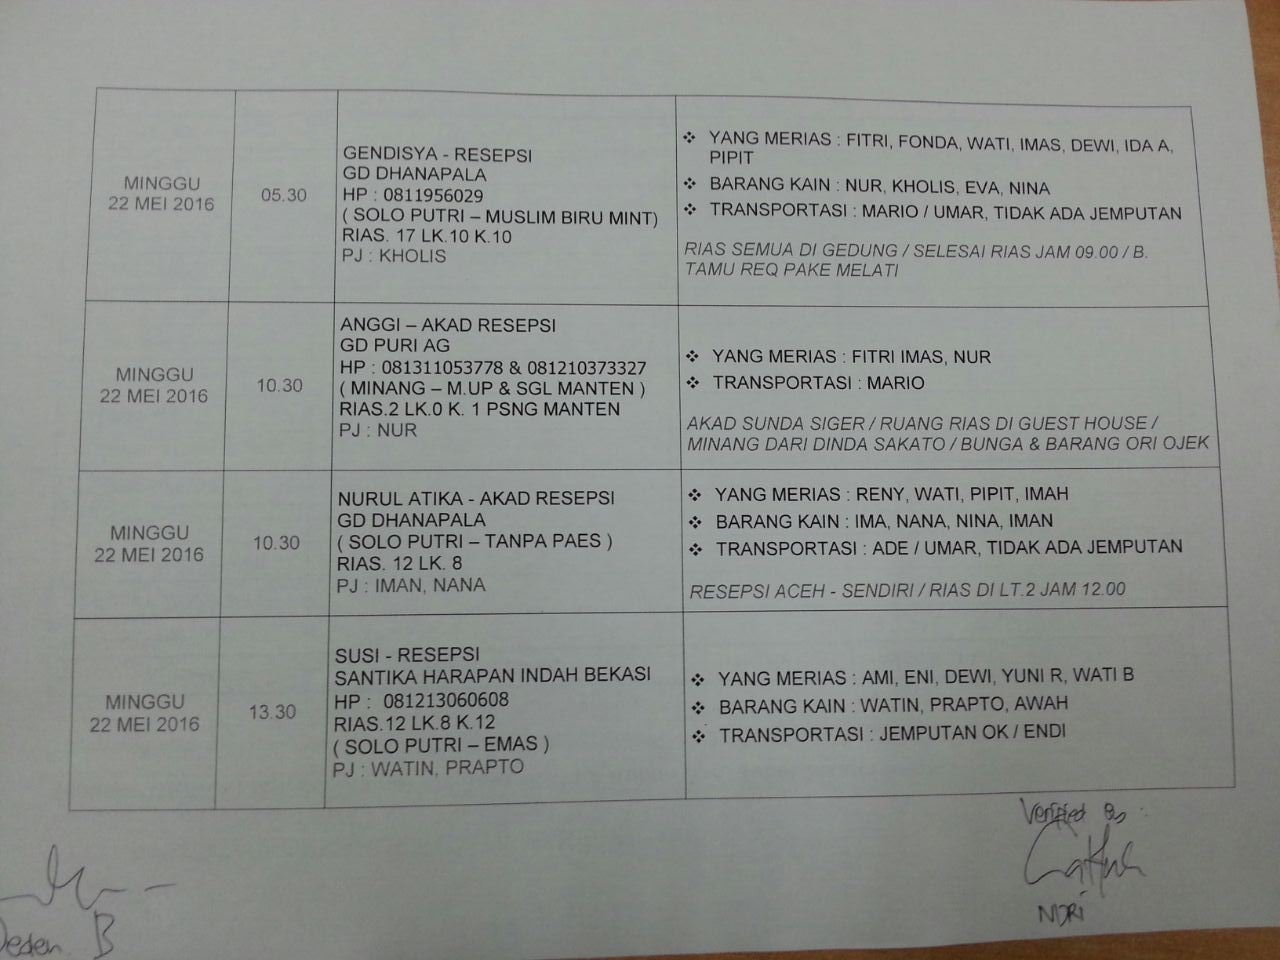 MINGGU
22 MEI 2016
05.30
GENDISYA - RESEPSI
GD DHANAPALA
HP : 0811956029
( SOLO PUTRI – MUSLIM BIRU MINT)
RIAS. 17 LK.10 K.10
PJ : KHOLIS
❖ YANG MERIAS : FITRI, FONDA, WATI, IMAS, DEWI, IDA A,
PIPIT
❖ BARANG KAIN : NUR, KHOLIS, EVA, NINA
❖ TRANSPORTASI : MARIO / UMAR, TIDAK ADA JEMPUTAN
RIAS SEMUA DI GEDUNG / SELESAI RIAS JAM 09.00 / B.
TAMU REQ PAKE MELATI
MINGGU
22 MEI 2016
10.30
ANGGI – AKAD RESEPSI
GD PURI AG
HP : 081311053778 & 081210373327
( MINANG – M.UP & SGL MANTEN )
RIAS.2 LK.0 K. 1 PSNG MANTEN
PJ : NUR
❖ YANG MERIAS : FITRI IMAS, NUR
❖ TRANSPORTASI : MARIO
AKAD SUNDA SIGER / RUANG RIAS DI GUEST HOUSE /
MINANG DARI DINDA SAKATO / BUNGA & BARANG ORI OJEK
MINGGU
22 MEI 2016
10.30
NURUL ATIKA - AKAD RESEPSI
GD DHANAPALA
( SOLO PUTRI – TANPA PAES )
RIAS. 12 LK. 8
PJ : IMAN, NANA
❖ YANG MERIAS : RENY, WATI, PIPIT, IMAH
❖ BARANG KAIN : IMA, NANA, NINA, IMAN
❖ TRANSPORTASI : ADE / UMAR, TIDAK ADA JEMPUTAN
RESEPSI ACEH - SENDIRI / RIAS DI LT.2 JAM 12.00
MINGGU
22 MEI 2016
13.30
SUSI - RESEPSI
SANTIKA HARAPAN INDAH BEKASI
HP : 081213060608
RIAS.12 LK.8 K.12
( SOLO PUTRI – EMAS )
PJ : WATIN, PRAPTO
❖ YANG MERIAS : AMI, ENI, DEWI, YUNI R, WATI B
❖ BARANG KAIN : WATIN, PRAPTO, AWAH
❖ TRANSPORTASI : JEMPUTAN OK / ENDI
Verified By :
Deden B